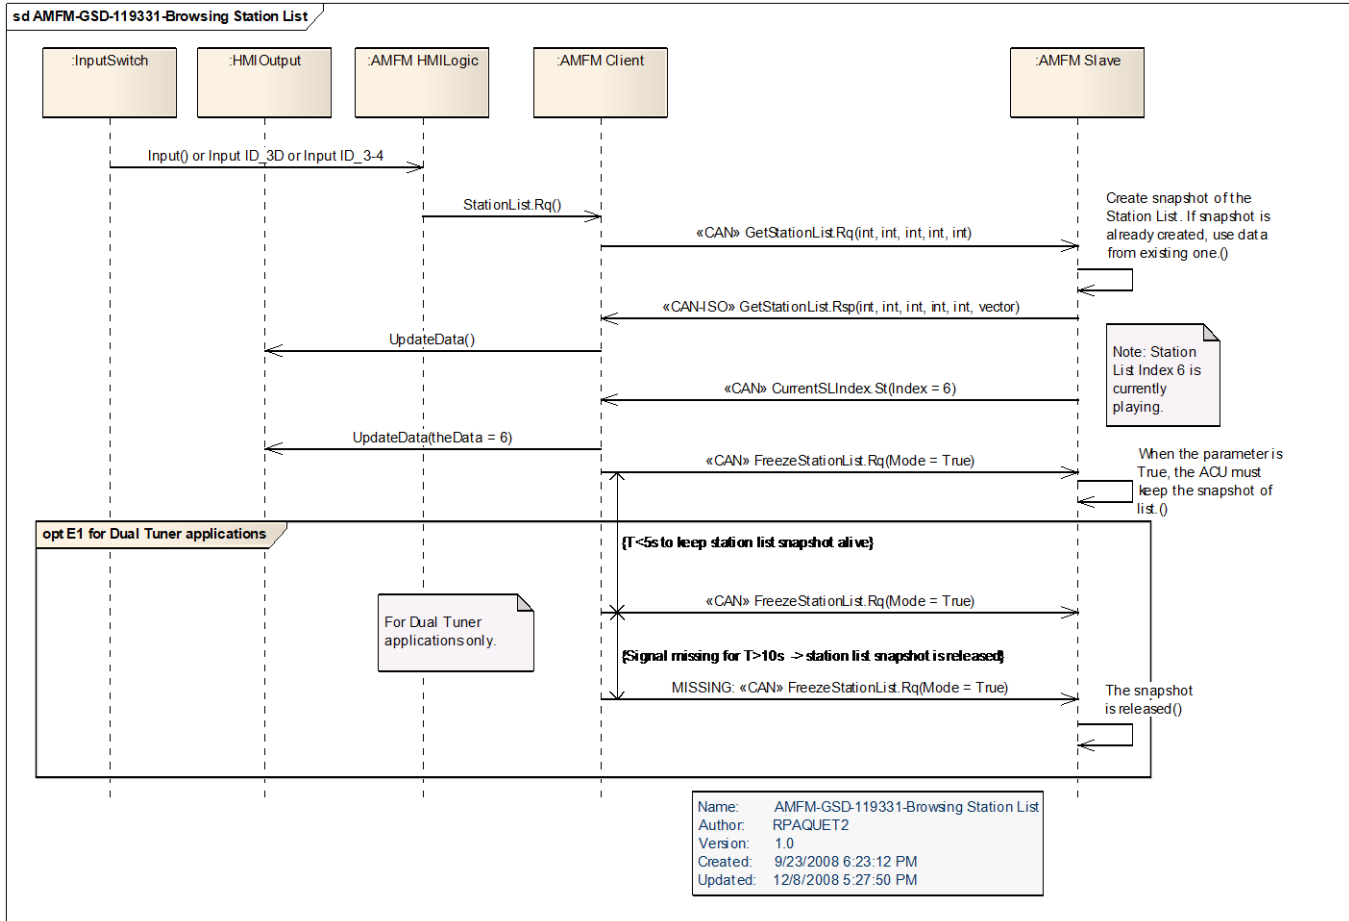 sd AMFM-GSD-119331-Browsing Station List
:InputSwitch
:HMIOutput
:AMFM HMILogic
:AMFM Client
:AMFM Slave
Input() or Input ID_3D or Input ID_3-4
StationList.Rq()
«CAN» GetStationList.Rq(int, int, int, int, int)
Create snapshot of the
Station List. If snapshot is
already created, use data
from existing one.()
«CAN-ISO» GetStationList.Rsp(int, int, int, int, int, vector)
UpdateData()
Note: Station
List Index 6 is
currently
playing.
«CAN» CurrentSLIndex.St(Index = 6)
UpdateData(theData = 6)
«CAN» FreezeStationList.Rq(Mode = True)
When the parameter is
True, the ACU must
keep the snapshot of
list.()
opt E1 for Dual Tuner applications
{T<5s to keep station list snapshot alive}
«CAN» FreezeStationList.Rq(Mode = True)
For Dual Tuner
applications only.
{Signal missing for T>10s -> station list snapshot is released}
MISSING: «CAN» FreezeStationList.Rq(Mode = True)
The snapshot
is released()
Name: AMFM-GSD-119331-Browsing Station List
Author: RPAQUET2
Version: 1.0
Created: 9/23/2008 6:23:12 PM
Updated: 12/8/2008 5:27:50 PM